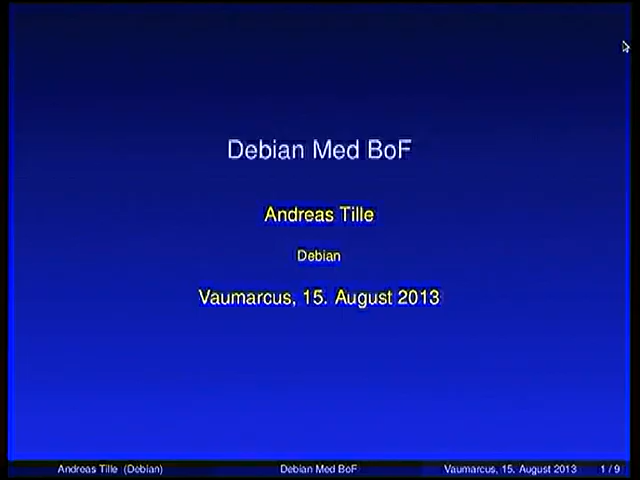 Debian Med BoF
Andreas Tille
Debian
Vaumarcus, 15. August 2013
Andreas Tille (Debian) Debian Med BoF Vaumarcus, 15. August 2013 1 / 9